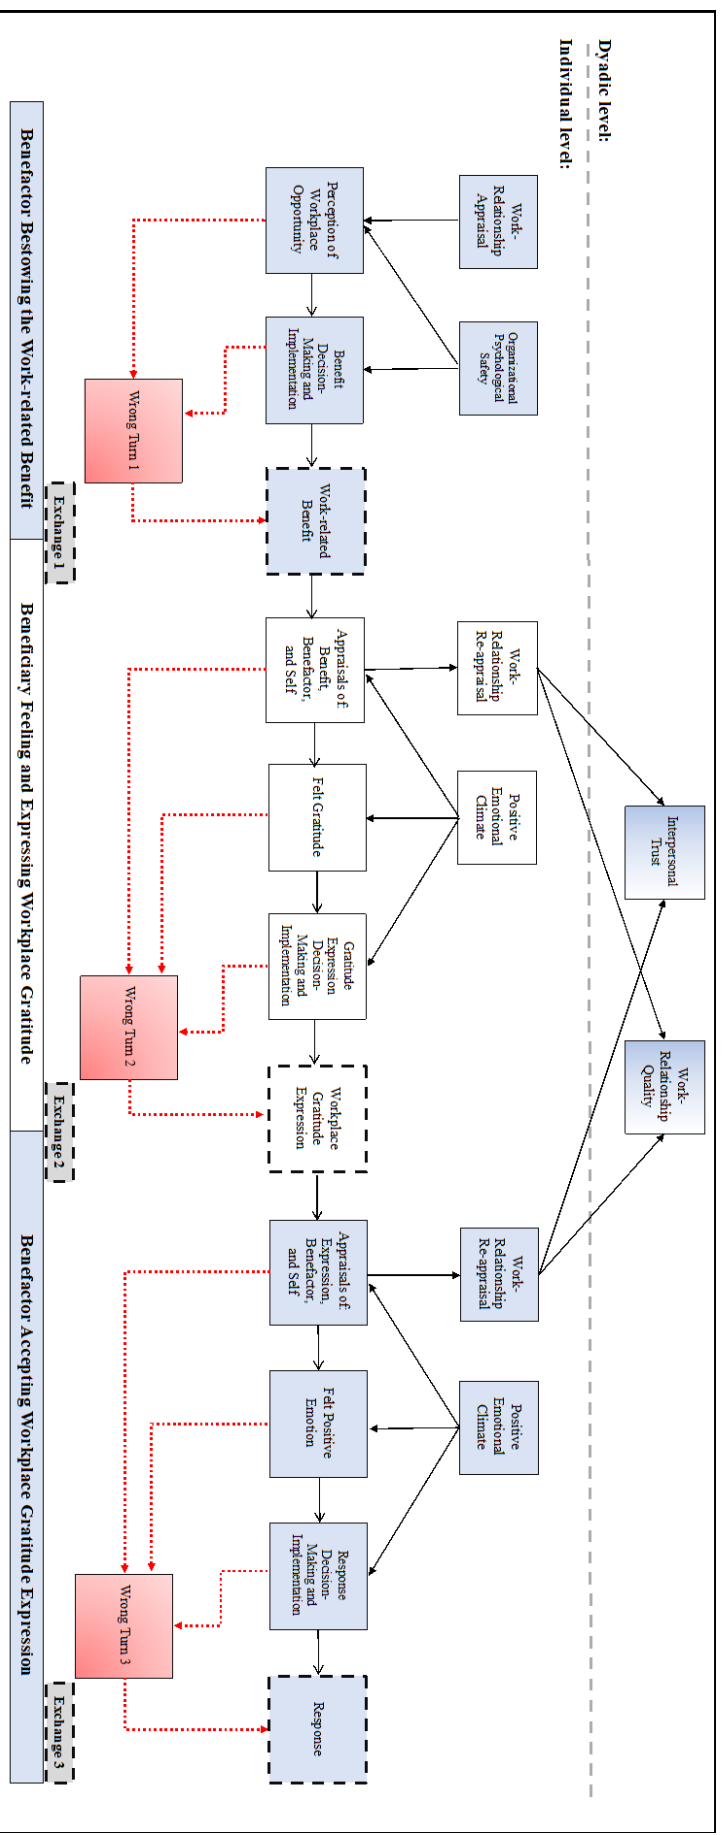 Dyadic level:
Individual level:
Interpersonal
Trust
Work-
Relationship
Quality
Work-
Relationship
Appraisal
Organizational
Psychological
Safety
Work-
Relationship
Re-appraisal
Positive
Emotional
Climate
Work-
Relationship
Re-appraisal
Positive
Emotional
Climate
Perception of
Workplace
Opportunity
Benefit
Decision-
Making and
Implementation
Work-related
Benefit
Appraisals of:
Benefit,
Benefactor,
and Self
Felt Gratitude
Gratitude
Expression
Decision-
Making and
Implementation
Workplace
Gratitude
Expression
Appraisals of:
Expression,
Benefactor,
and Self
Felt Positive
Emotion
Response
Decision-
Making and
Implementation
Response
Wrong Turn 1
Wrong Turn 2
Wrong Turn 3
Exchange 1
Exchange 2
Exchange 3
Benefactor Bestowing the Work-related Benefit
Beneficiary Feeling and Expressing Workplace Gratitude
Benefactor Accepting Workplace Gratitude Expression